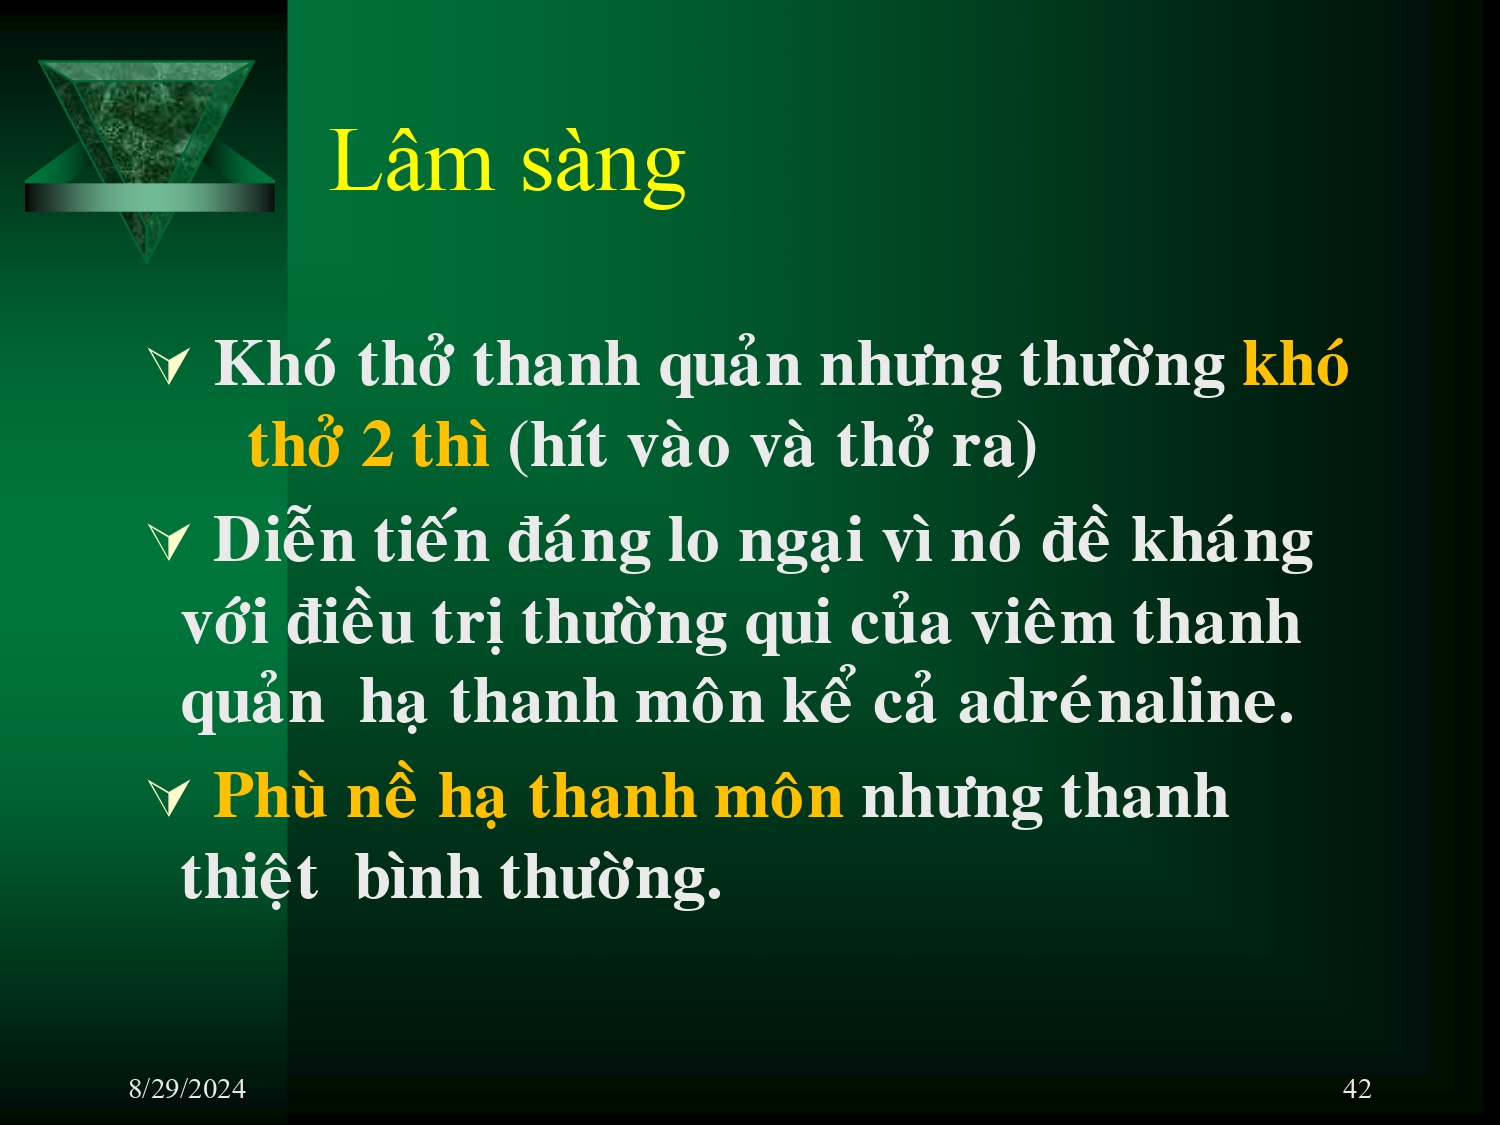 Lâm sàng
Khó thở thanh quản nhưng thường khó
thở 2 thì (hít vào và thở ra)
Diễn tiến đáng lo ngại vì nó đề kháng
với điều trị thường qui của viêm thanh
quản hạ thanh môn kể cả adrénaline.
Phù nề hạ thanh môn nhưng thanh
thiệt bình thường.
8/29/2024
42